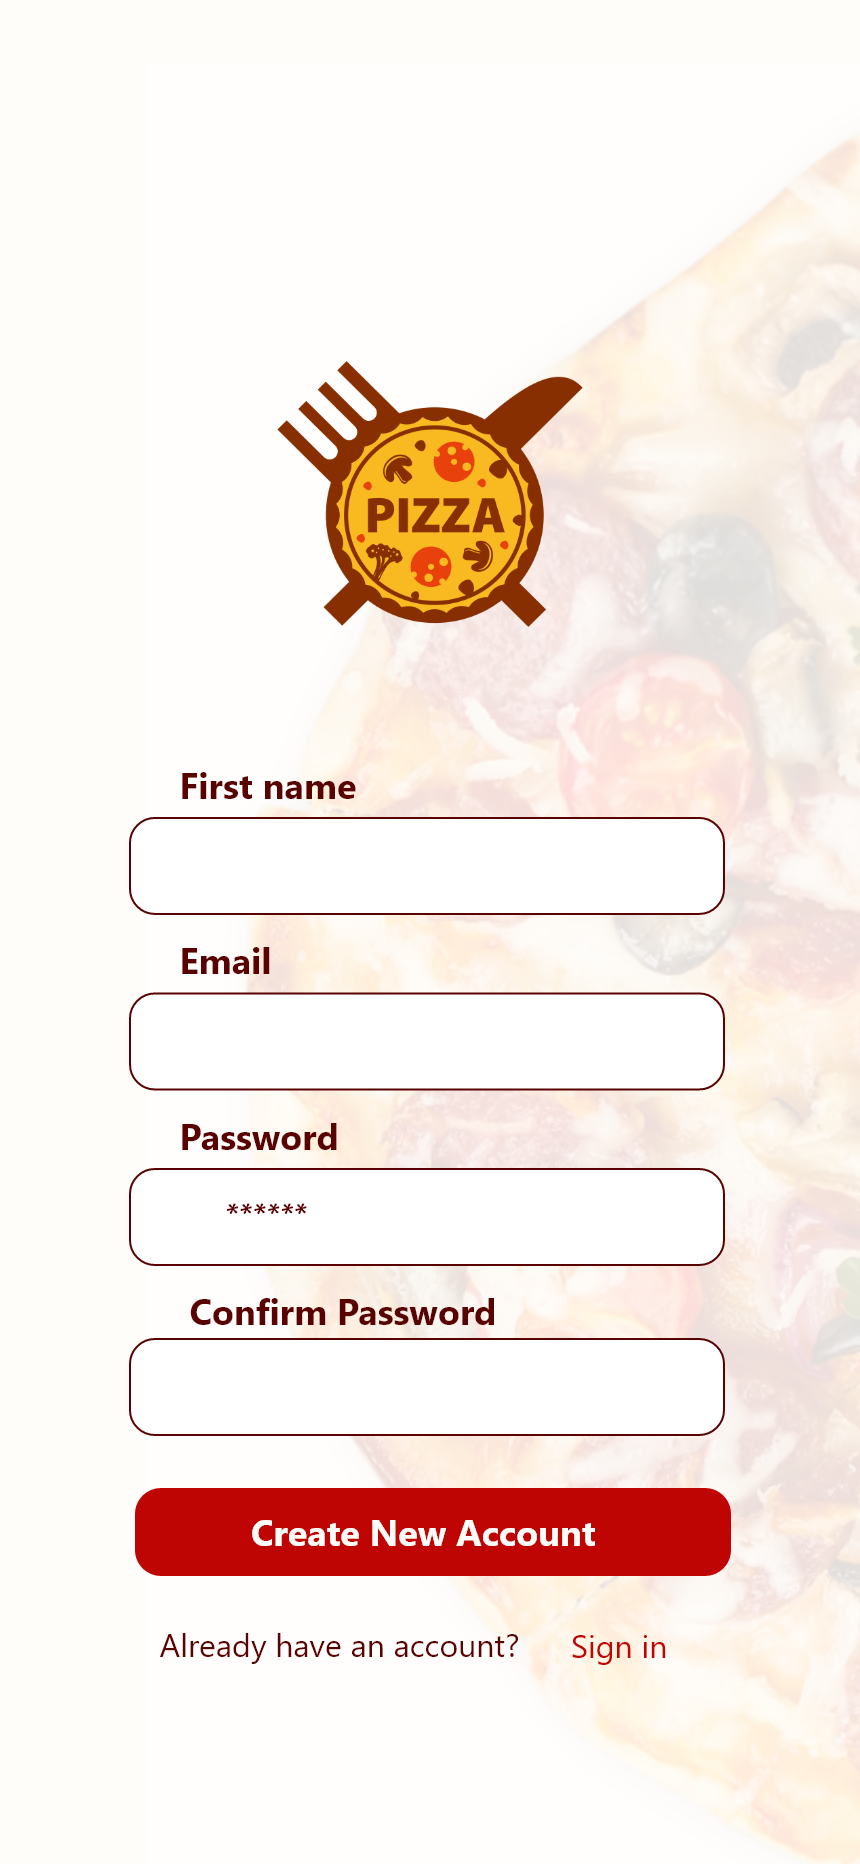 PIZZA
First name
Email
Password
******
Confirm Password
Create New Account
Already have an account? Sign in